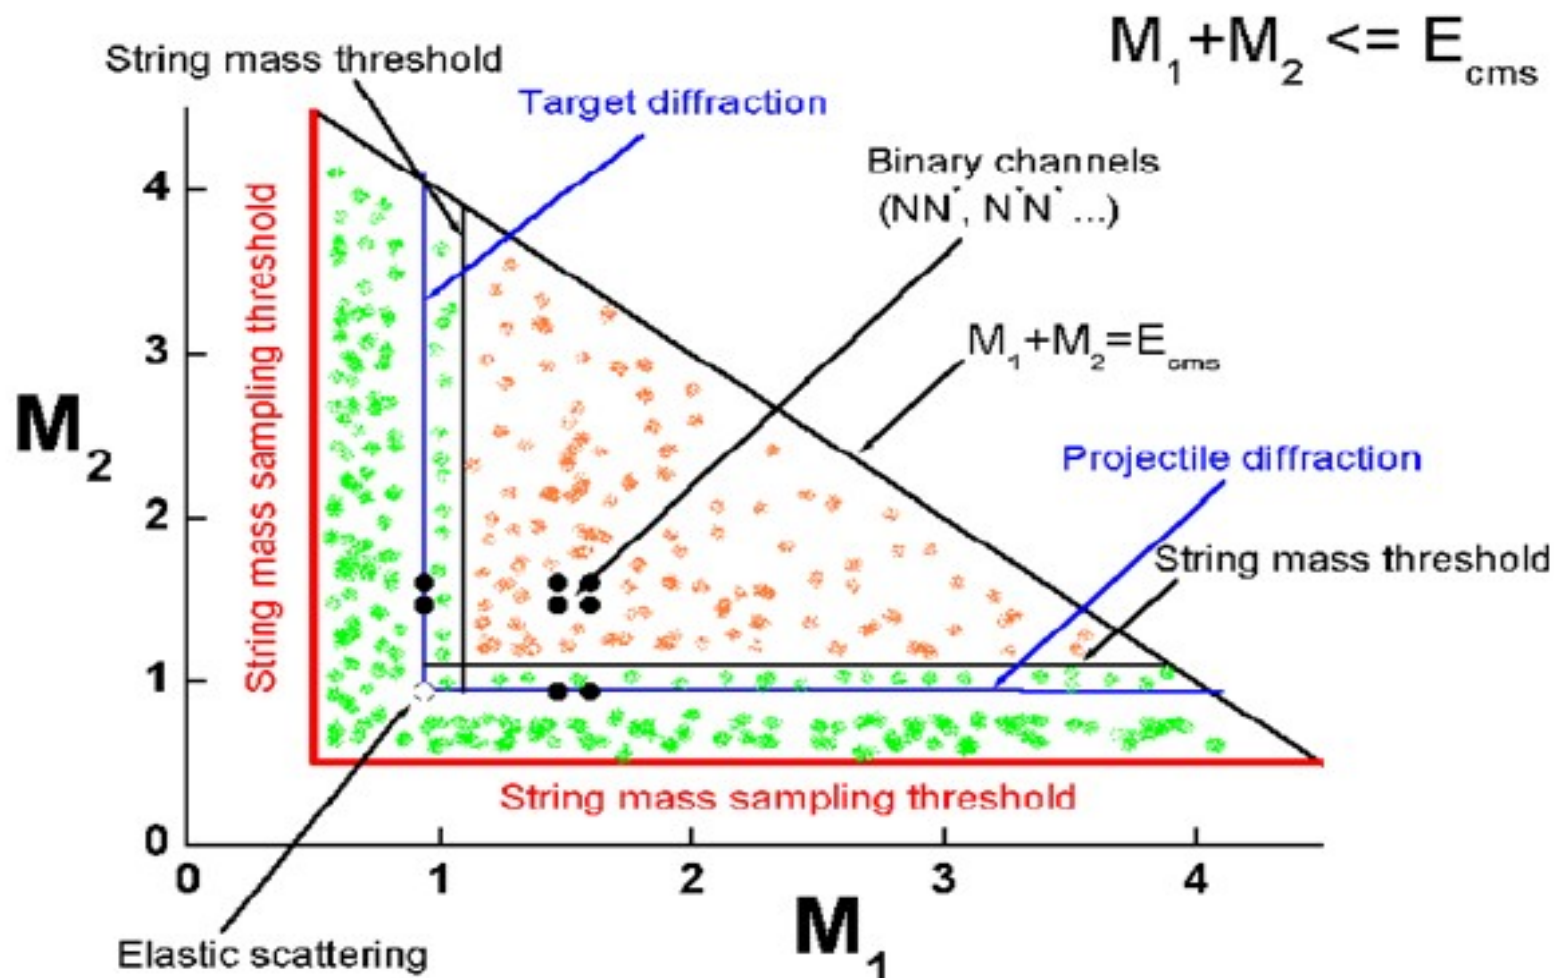 M₁+M₂ <= E꜀ₘₛ
String mass threshold
Target diffraction
Binary channels
(NN*, N*N* ...)
M₁+M₂=E꜀ₘₛ
Projectile diffraction
String mass threshold
String mass sampling threshold
String mass sampling threshold
Elastic scattering
M₂
4
3
2
1
0
0 1 2 3 4
M₁